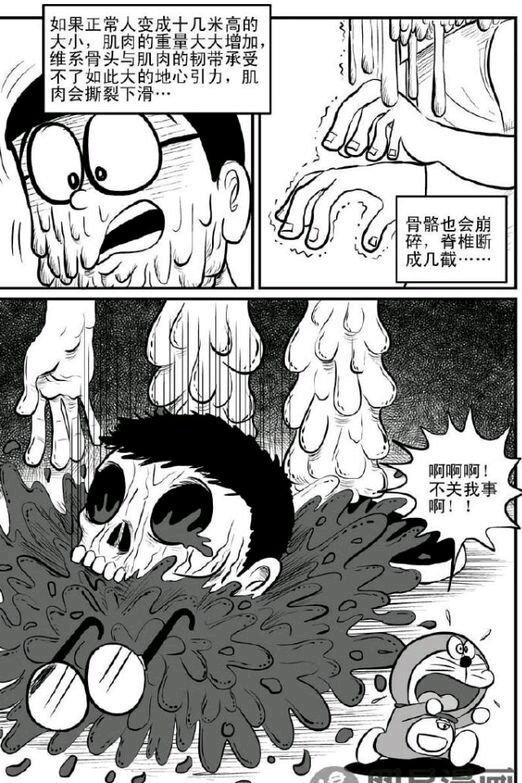 如果正常人变成十几米高的
大小，肌肉的重量大大增加，
维系骨头与肌肉的韧带承受
不了如此大的地心引力，肌
肉会撕裂下滑…
骨骼也会崩
碎，脊椎断
成几截……
啊啊啊！
不关我事
啊！！